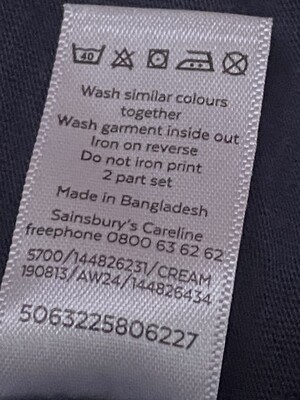 40
Wash similar colours
together
Wash garment inside out
Iron on reverse
Do not iron print
2 part set
Made in Bangladesh
Sainsbury's Careline
freephone 0800 63 62 62
5700/144826231/CREAM
190813/AW24/144826434
5063225806227